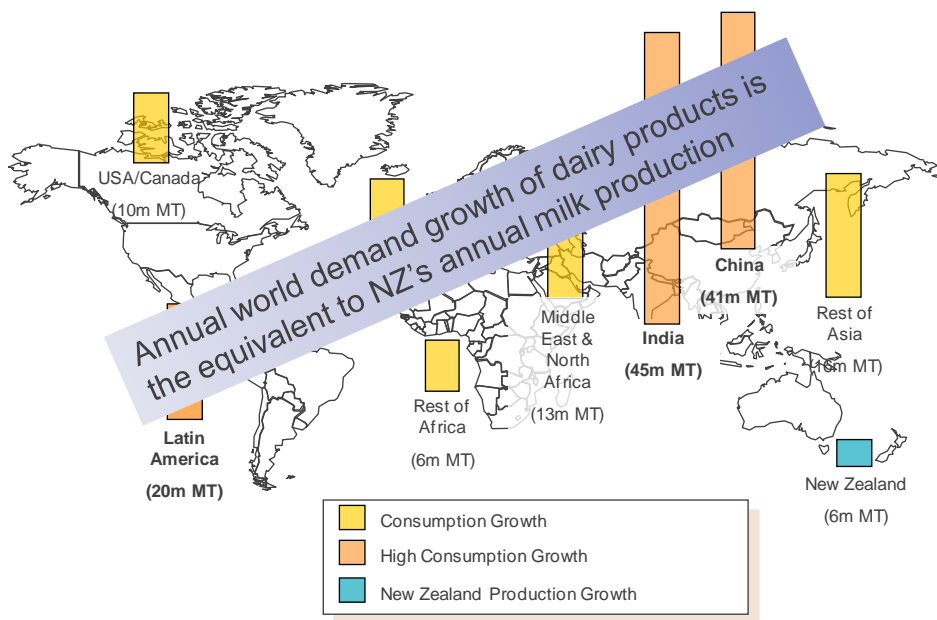 Annual world demand growth of dairy products is
the equivalent to NZ's annual milk production
USA/Canada
(10m MT)
China
(41m MT)
India
(45m MT)
Middle
East &
North
Africa
(13m MT)
Rest of
Asia
(16m MT)
Rest of
Africa
(6m MT)
Latin
America
(20m MT)
New Zealand
(6m MT)
Consumption Growth
High Consumption Growth
New Zealand Production Growth